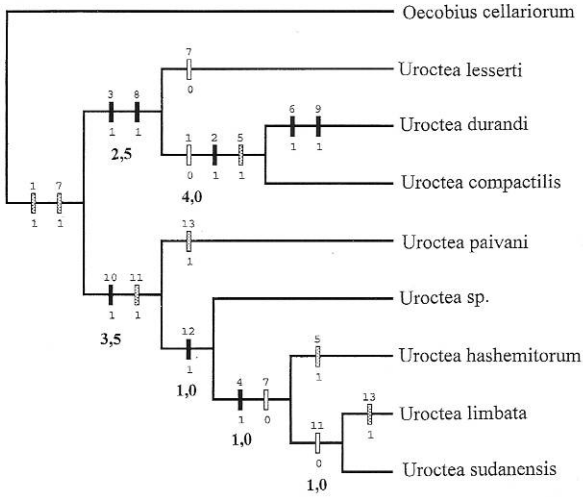 Oecobius cellariorum
7
Uroctea lesserti
0
3 8
1 1
2,5
6 9
Uroctea durandi
1 1
1 2 5
0 1 1
4,0
Uroctea compactilis
1 7
1 1
13
Uroctea paivani
1
10 11
1 1
3,5
Uroctea sp.
12
1
1,0
5
Uroctea hashemitorum
1
4 7
1 0
1,0
13
Uroctea limbata
1
11
0
1,0
Uroctea sudanensis